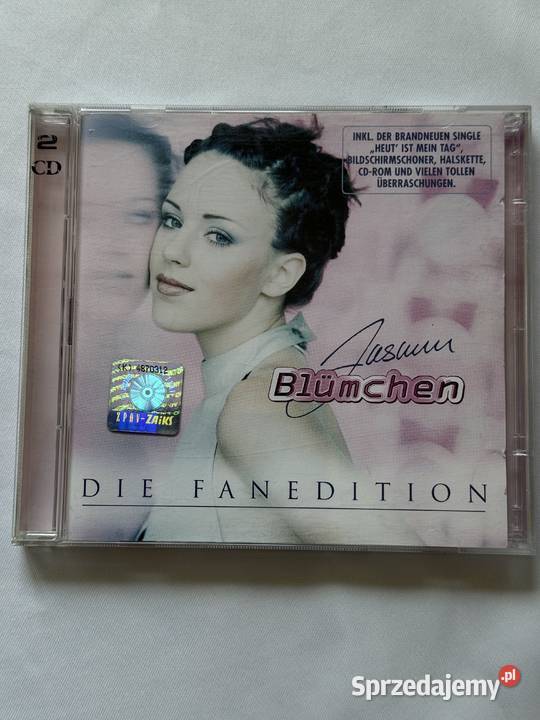 2
CD
INKL. DER BRANDNEUEN SINGLE
„HEUT' IST MEIN TAG",
BILDSCHIRMSCHONER, HALSKETTE,
CD-ROM UND VIELEN TOLLEN
ÜBERRASCHUNGEN.
Jasmin
Blümchen
ZPAV-ZAiKS
DIE FANEDITION
Sprzedajemy.pl